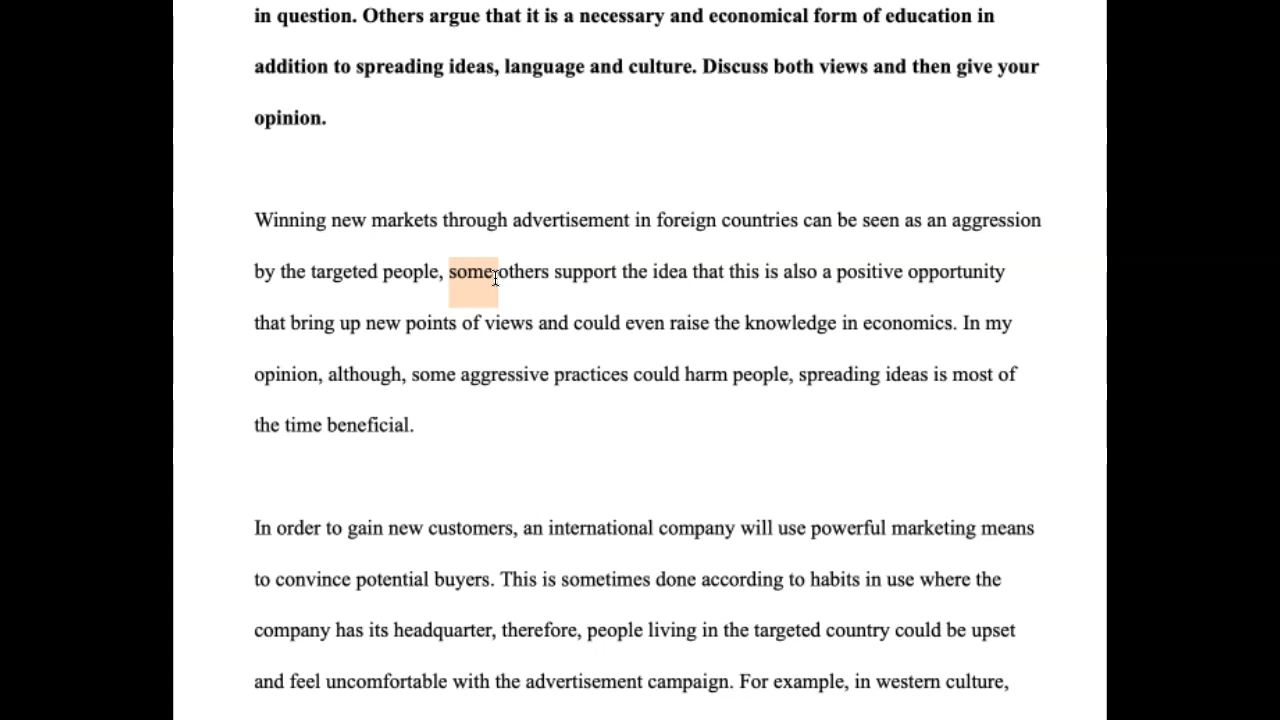 in question. Others argue that it is a necessary and economical form of education in
addition to spreading ideas, language and culture. Discuss both views and then give your
opinion.
Winning new markets through advertisement in foreign countries can be seen as an aggression
by the targeted people, some others support the idea that this is also a positive opportunity
that bring up new points of views and could even raise the knowledge in economics. In my
opinion, although, some aggressive practices could harm people, spreading ideas is most of
the time beneficial.
In order to gain new customers, an international company will use powerful marketing means
to convince potential buyers. This is sometimes done according to habits in use where the
company has its headquarter, therefore, people living in the targeted country could be upset
and feel uncomfortable with the advertisement campaign. For example, in western culture,